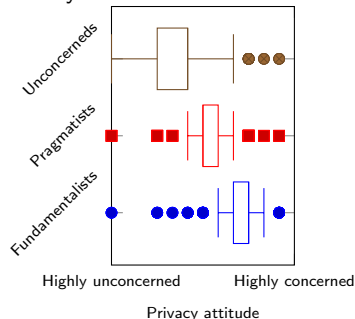 Unconcerneds
Pragmatists
Fundamentalists
Highly unconcerned Highly concerned
Privacy attitude